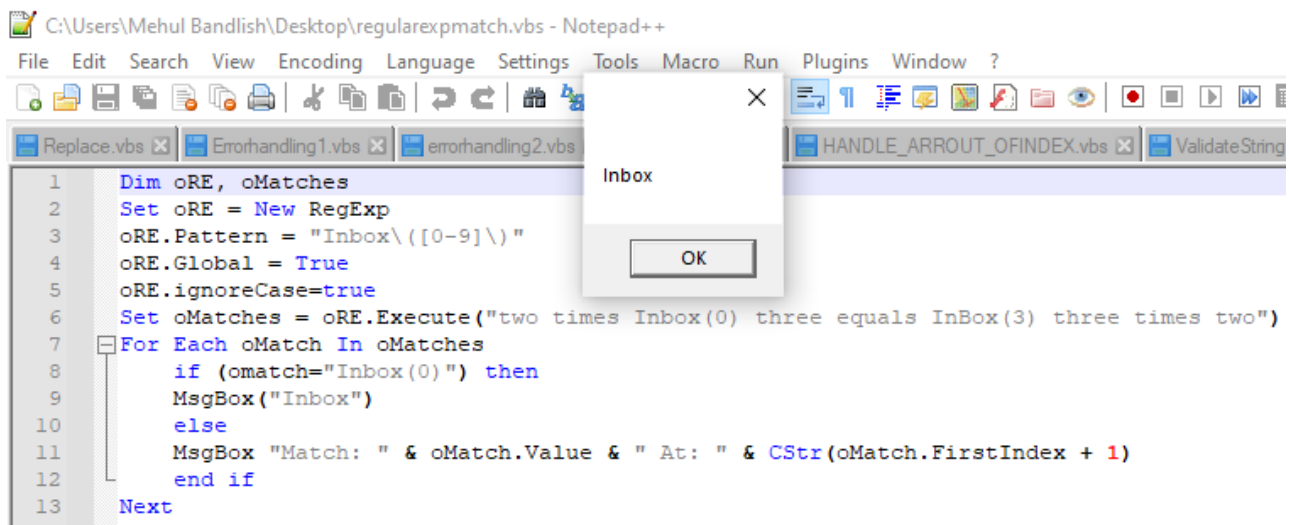 C:\Users\Mehul Bandlish\Desktop\regularexpmatch.vbs - Notepad++
File Edit Search View Encoding Language Settings Tools Macro Run Plugins Window ?
Replace.vbs Errorhandling1.vbs errorhandling2.vbs HANDLE_ARROUT_OFINDEX.vbs ValidateString
Inbox
OK
1 Dim oRE, oMatches
2 Set oRE = New RegExp
3 oRE.Pattern = "Inbox\([0-9]\)"
4 oRE.Global = True
5 oRE.ignoreCase=true
6 Set oMatches = oRE.Execute("two times Inbox(0) three equals InBox(3) three times two")
7 For Each oMatch In oMatches
8 if (omatch="Inbox(0)") then
9 MsgBox("Inbox")
10 else
11 MsgBox "Match: " & oMatch.Value & " At: " & CStr(oMatch.FirstIndex + 1)
12 end if
13 Next